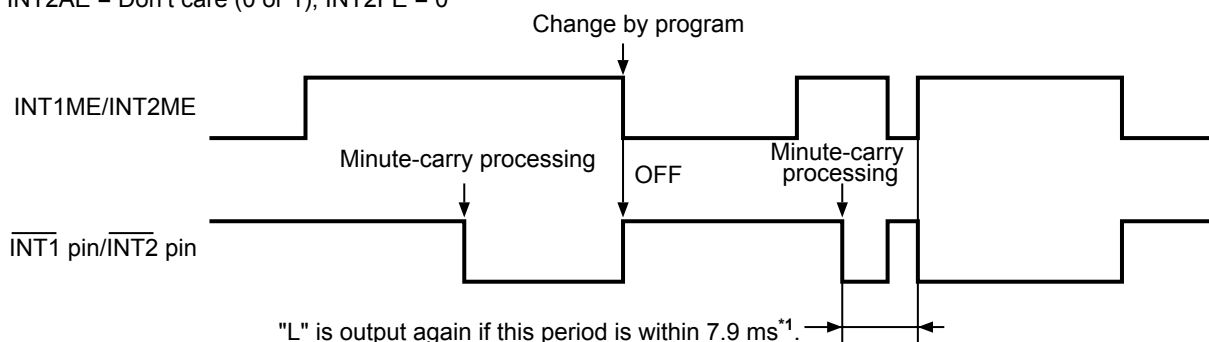 INT2AE = Don't care (0 or 1), INT2FE = 0
Change by program
INT1ME/INT2ME
Minute-carry processing
OFF
Minute-carry
processing
INT1 pin/INT2 pin
"L" is output again if this period is within 7.9 ms*1.